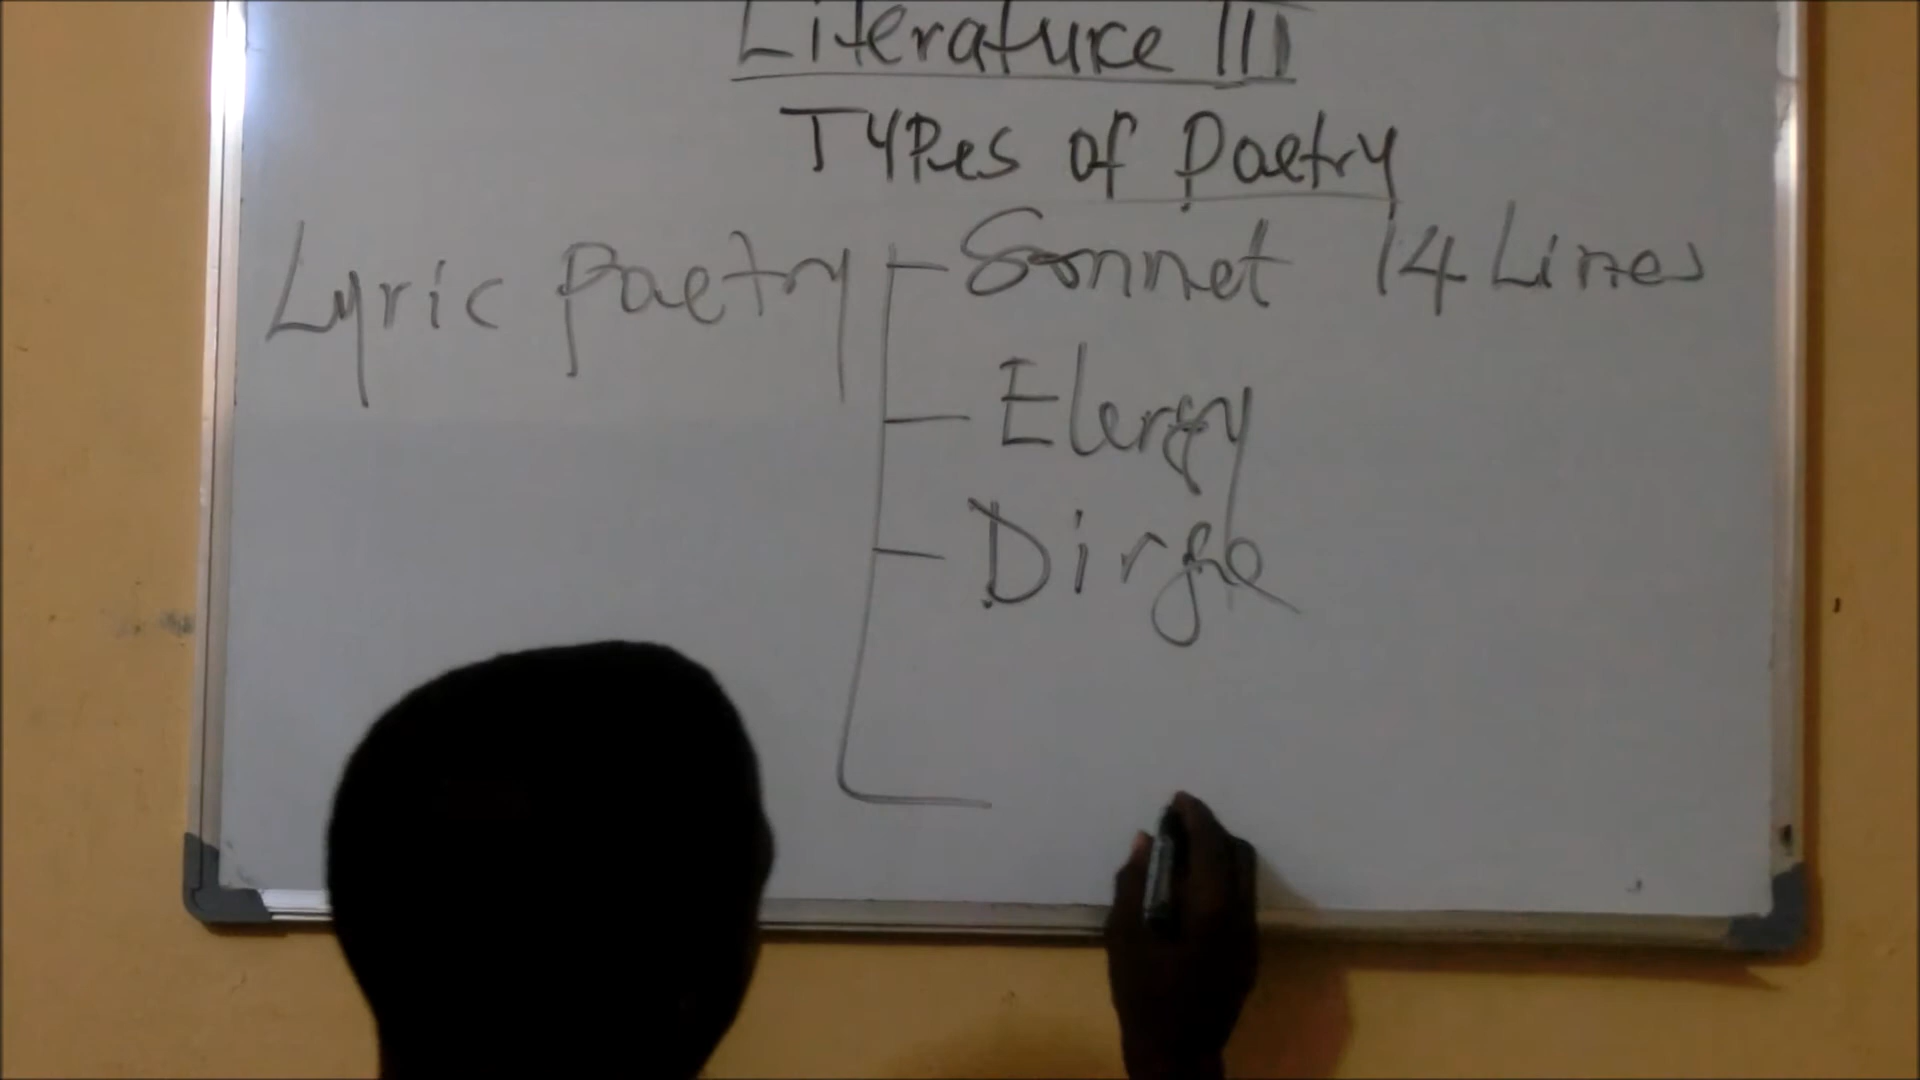 Literature III
Types of Poetry
Lyric Poetry - Sonnet 14 Lines
- Elergy
- Dirge